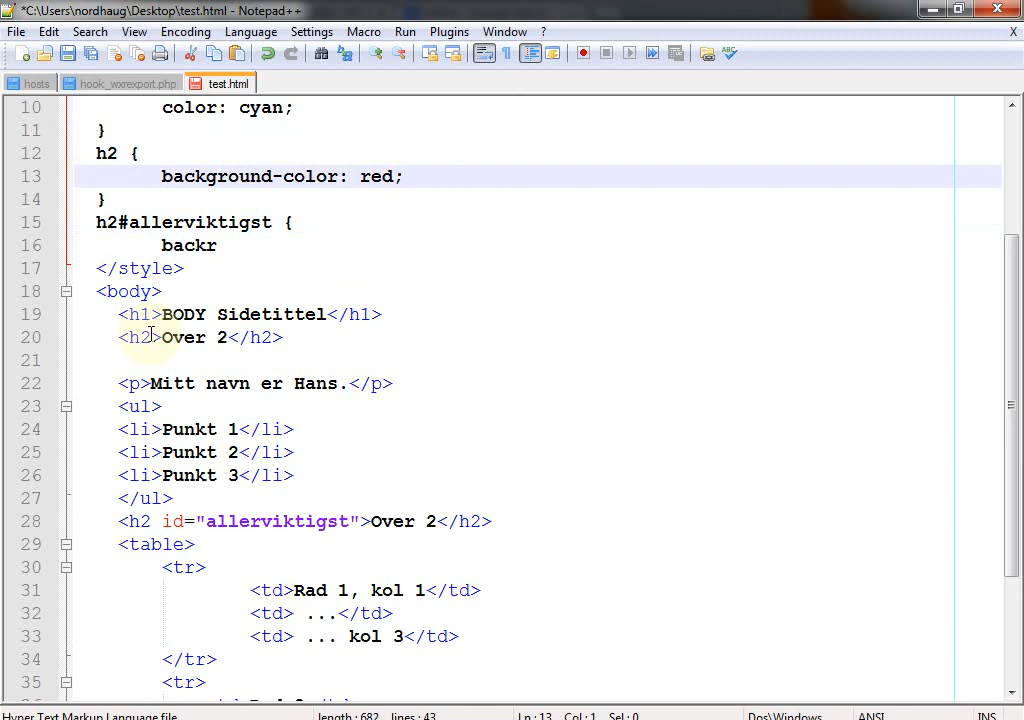 *C:\Users\nordhaug\Desktop\test.html - Notepad++
File Edit Search View Encoding Language Settings Macro Run Plugins Window ? X
hosts hook_wxrexport.php test.html
10 color: cyan;
11 }
12 h2 {
13 background-color: red;
14 }
15 h2#allerviktigst {
16 backr
17 </style>
18 <body>
19 <h1>BODY Sidetittel</h1>
20 <h2>Over 2</h2>
21
22 <p>Mitt navn er Hans.</p>
23 <ul>
24 <li>Punkt 1</li>
25 <li>Punkt 2</li>
26 <li>Punkt 3</li>
27 </ul>
28 <h2 id="allerviktigst">Over 2</h2>
29 <table>
30 <tr>
31 <td>Rad 1, kol 1</td>
32 <td> ...</td>
33 <td> ... kol 3</td>
34 </tr>
35 <tr>
Hyper Text Markup Language file length : 682 lines : 43 Ln : 13 Col : 1 Sel : 0 Dos\Windows ANSI INS